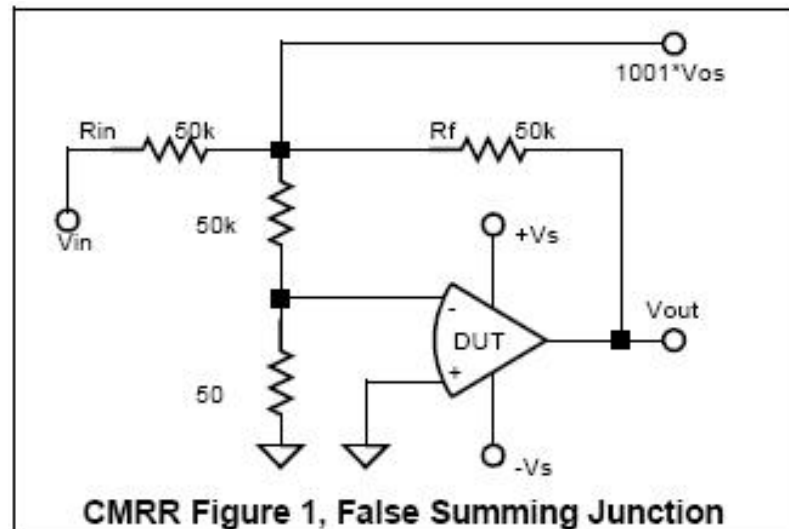 1001*Vos
Rin 50k Rf 50k
Vin
50k
+Vs
Vout
-
DUT
+
50
-Vs
CMRR Figure 1, False Summing Junction